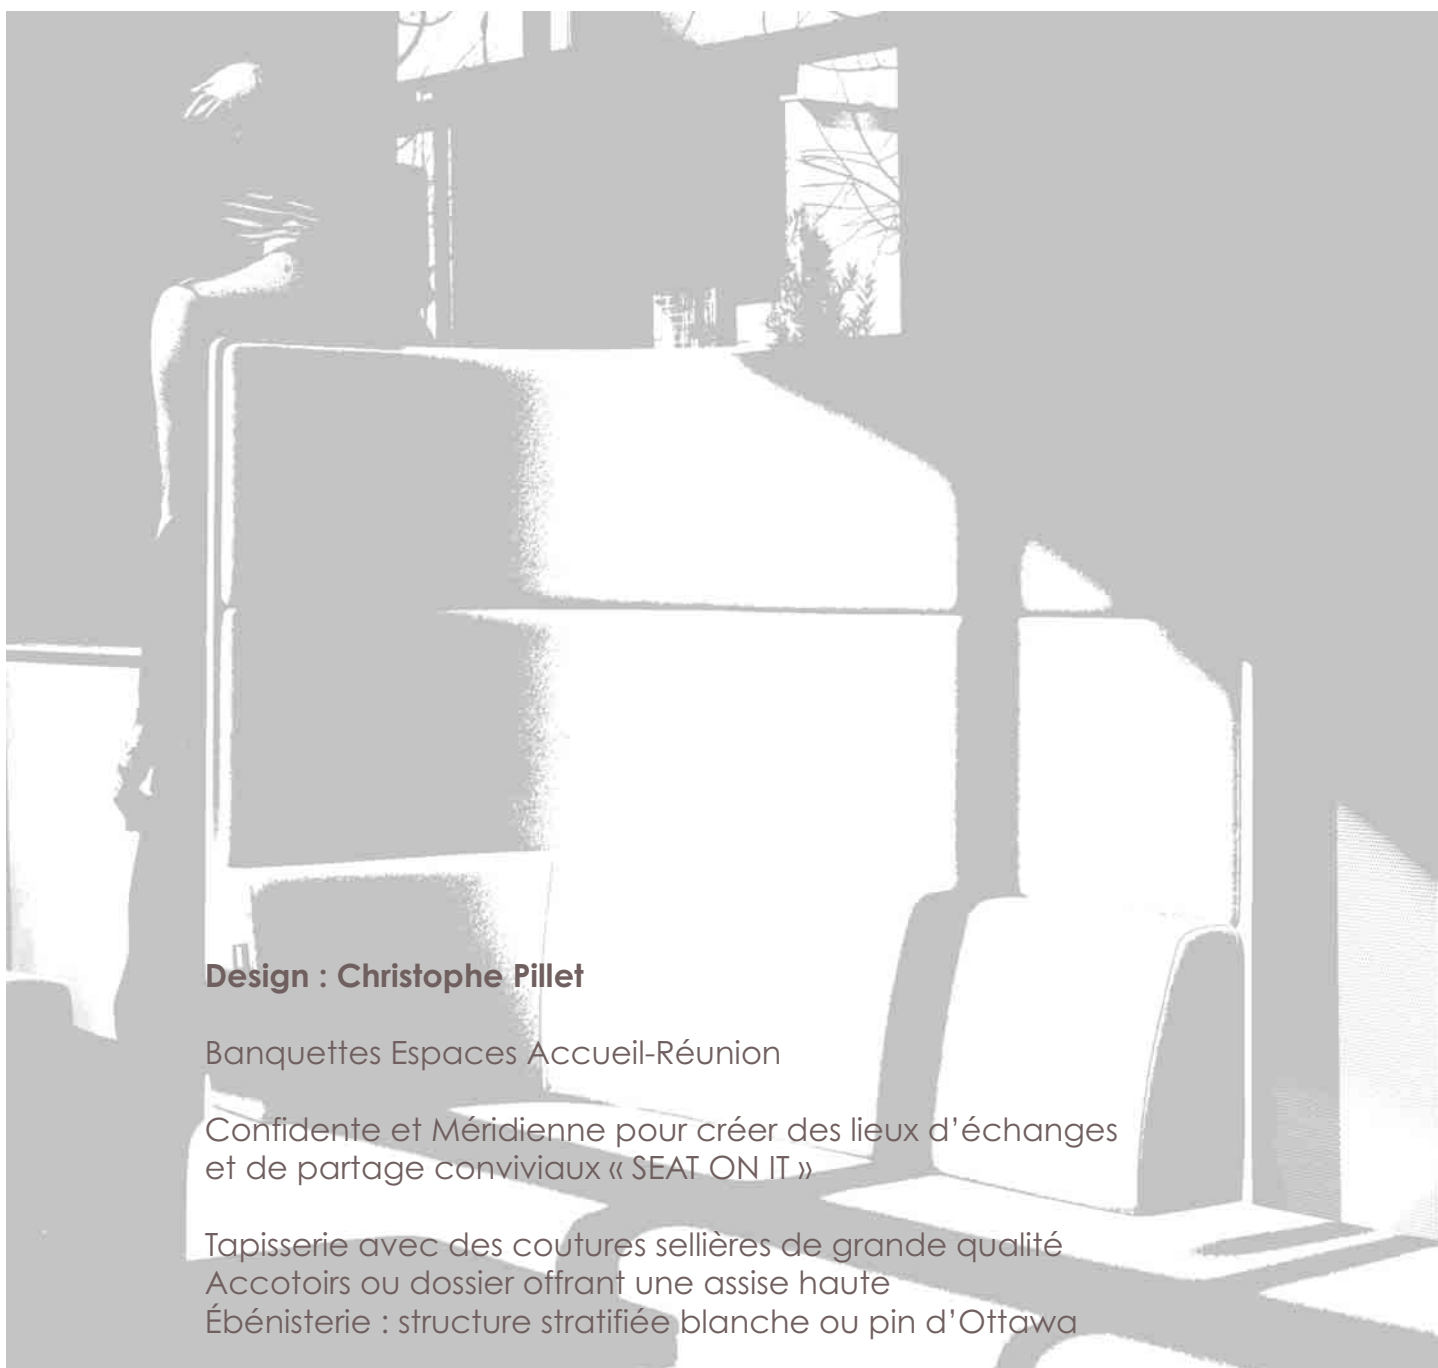 Design : Christophe Pillet
Banquettes Espaces Accueil-Réunion
Confidente et Méridienne pour créer des lieux d’échanges
et de partage conviviaux « SEAT ON IT »
Tapisserie avec des coutures sellières de grande qualité
Accotoirs ou dossier offrant une assise haute
Ébénisterie : structure stratifiée blanche ou pin d’Ottawa